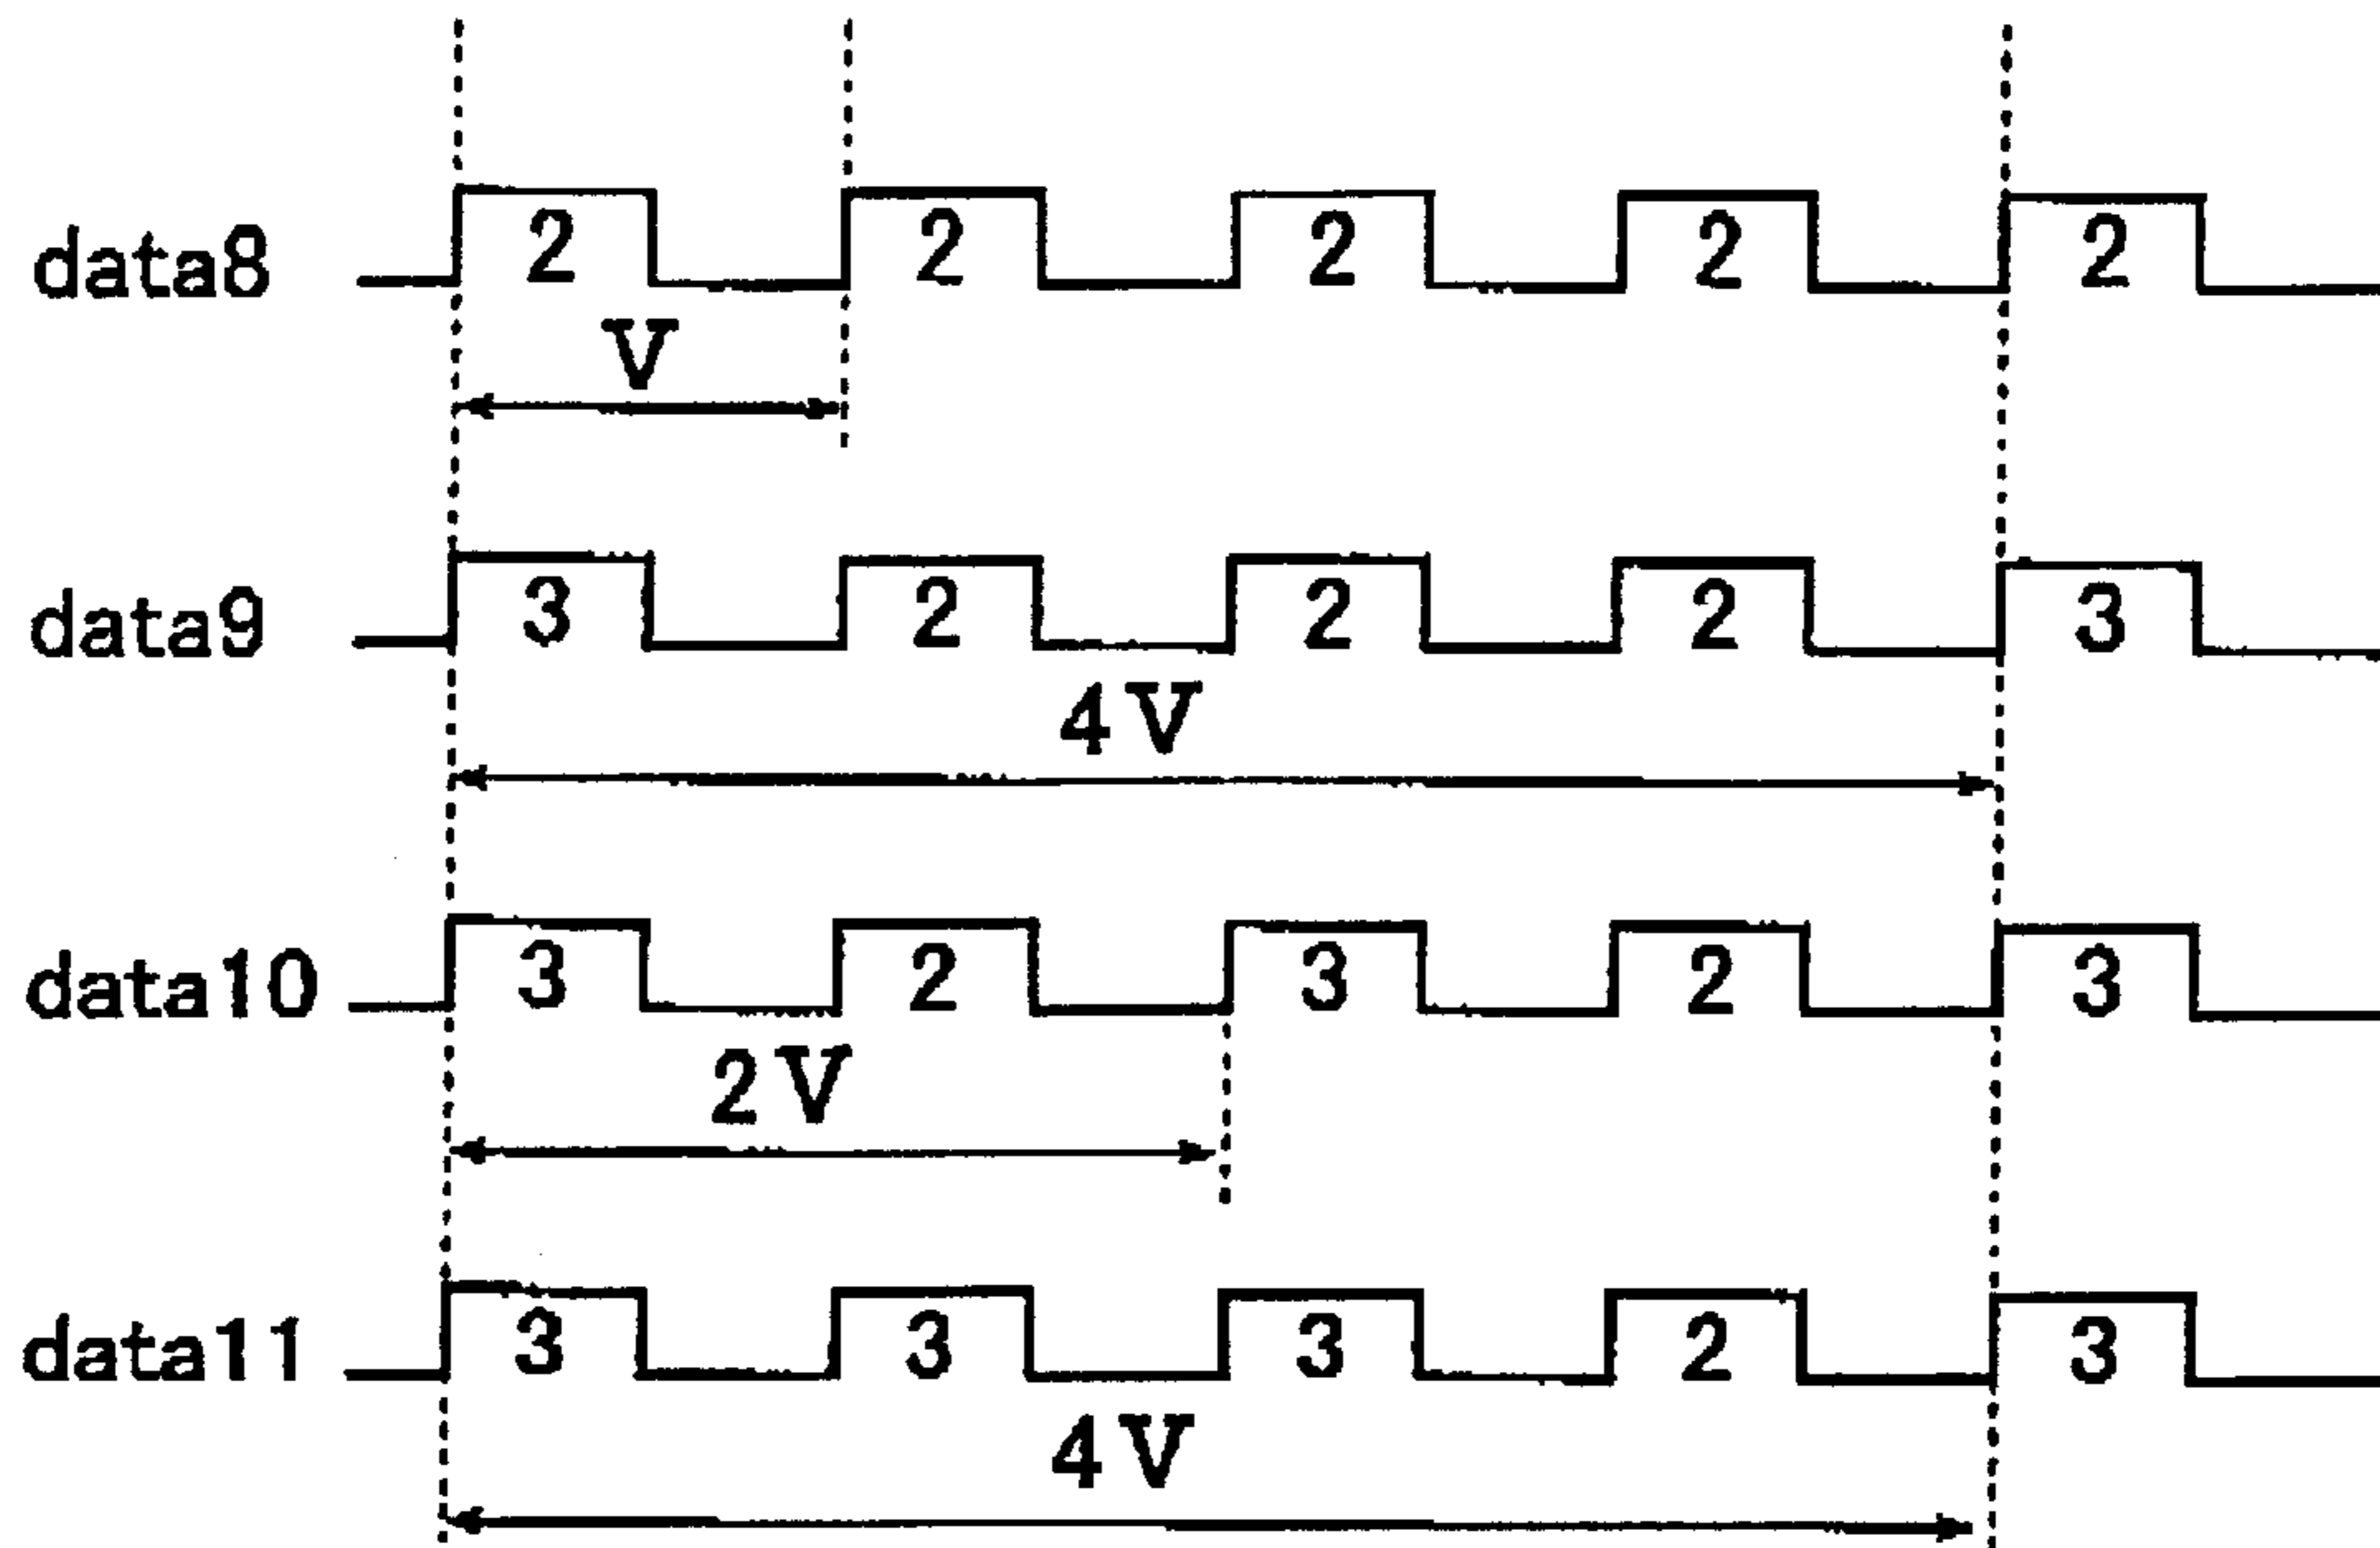 data8 2 2 2 2 2
V
data9 3 2 2 2 3
4V
data10 3 2 3 2 3
2V
data11 3 3 3 2 3
4V